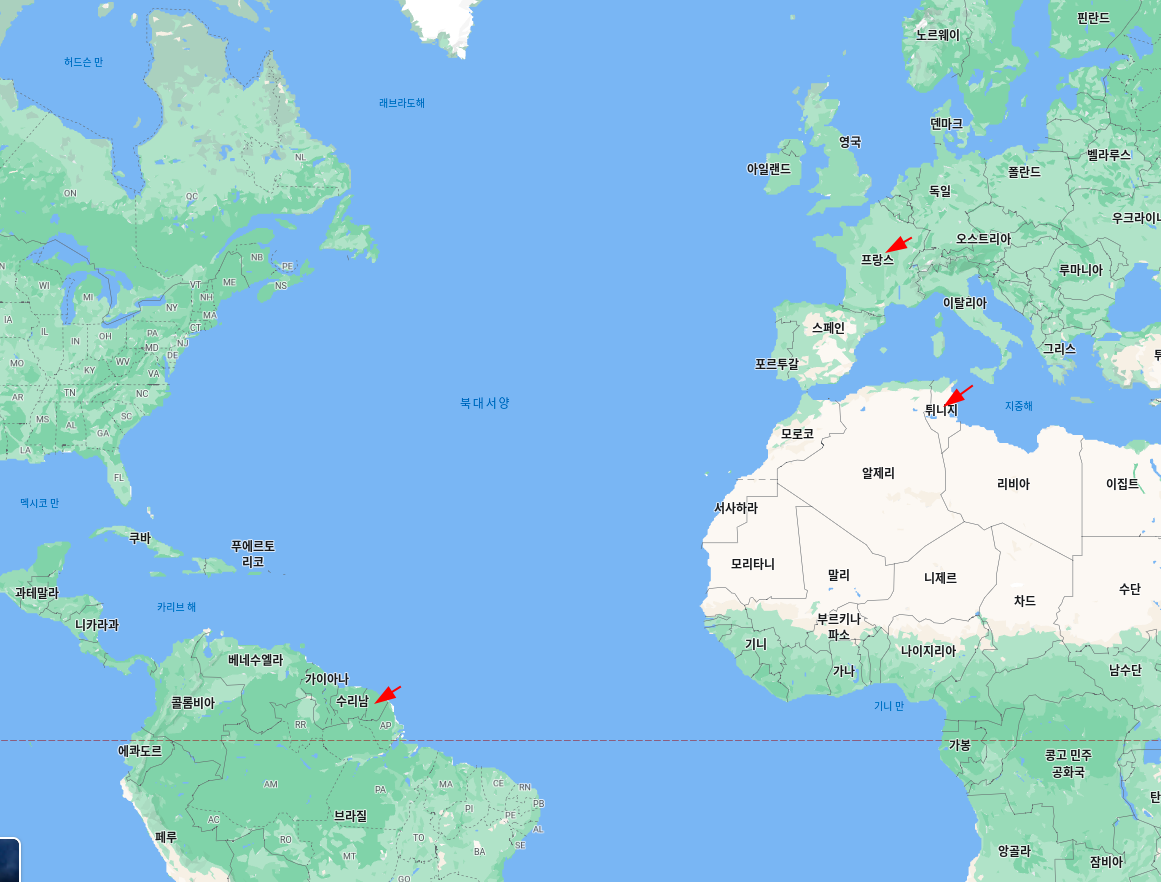 핀란드
노르웨이
허드슨 만
래브라도해
덴마크
영국
벨라루스
NL
아일랜드
폴란드
독일
ON
QC
우크라이나
오스트리아
프랑스
NB
PE
루마니아
VT
ME
NS
WI
MI
NH
이탈리아
NY
MA
IA
CT
스페인
IL
IN
OH
PA
NJ
MD
DE
그리스
MO
WV
KY
VA
포르투갈
TN
NC
AR
북대서양
튀니지
지중해
SC
MS
AL
GA
모로코
LA
FL
알제리
리비아
이집트
멕시코 만
서사하라
쿠바
푸에르토
리코
모리타니
말리
니제르
수단
과테말라
차드
카리브 해
니카라과
부르키나
파소
기니
나이지리아
베네수엘라
가나
남수단
가이아나
콜롬비아
수리남
기니 만
RR
AP
에콰도르
가봉
콩고 민주
공화국
AM
PA
MA
CE
RN
PB
PI
PE
브라질
AC
AL
페루
RO
TO
SE
BA
앙골라
MT
잠비아
GO